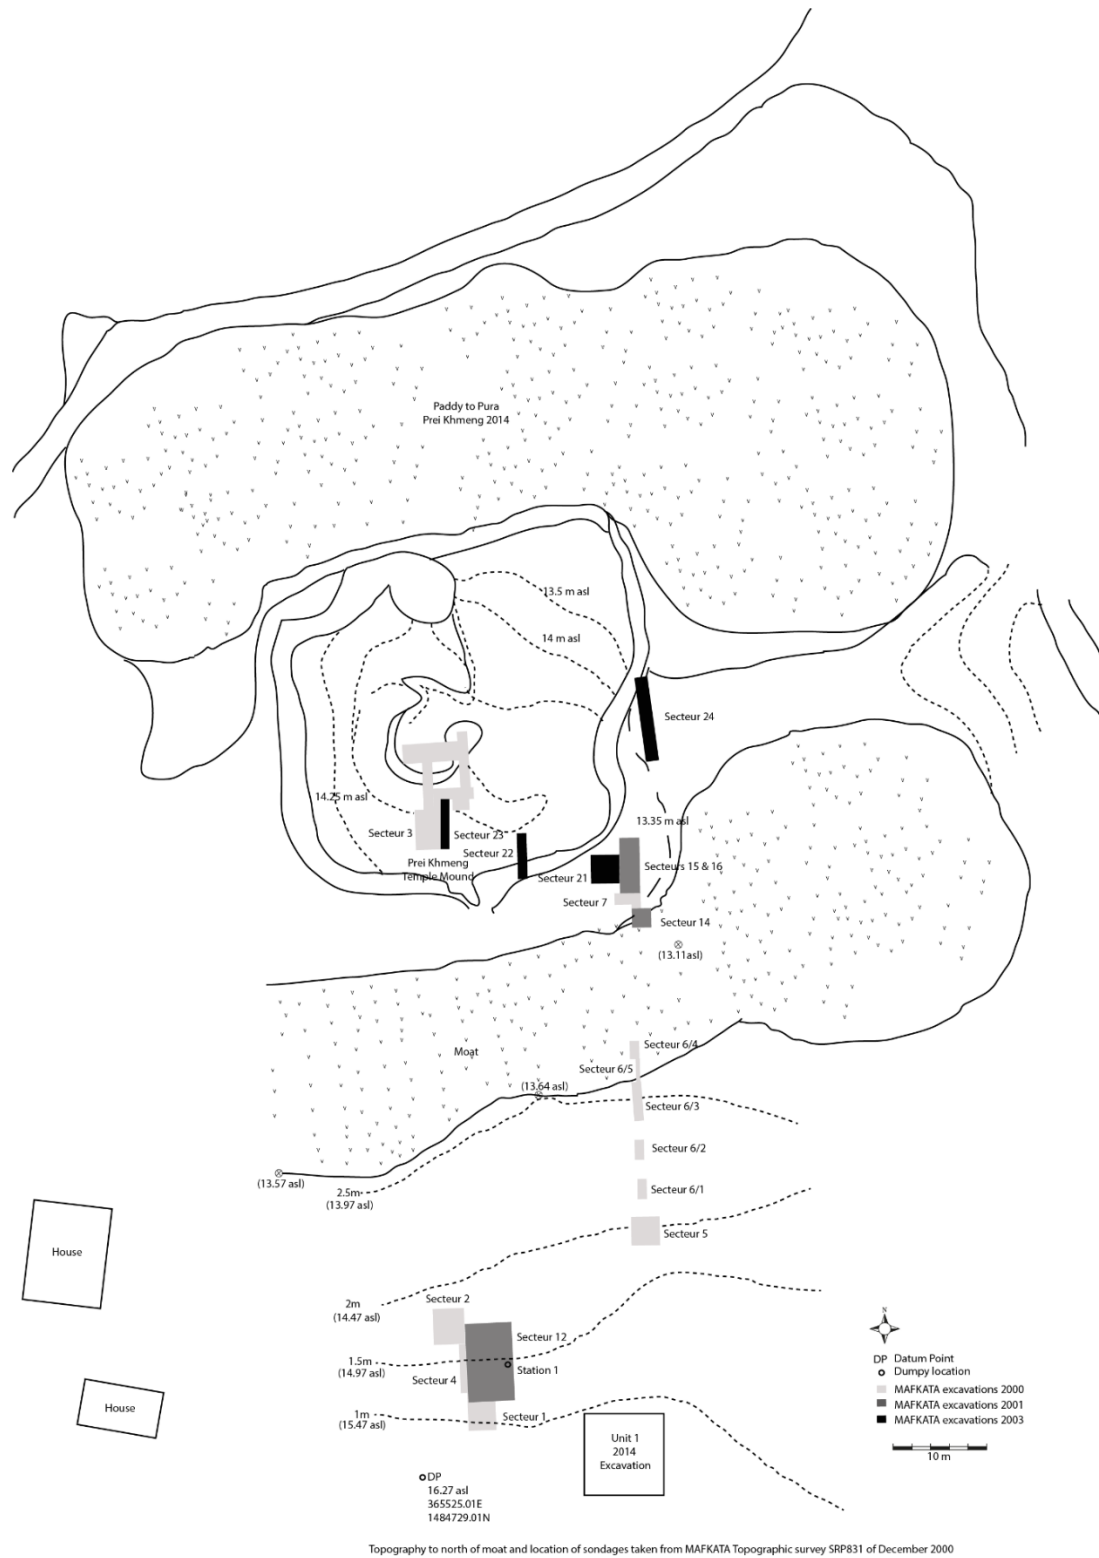 Paddy to Pura
Prei Khmeng 2014
13.5 m asl
14 m asl
Secteur 24
14.25 m asl
13.35 m asl
Secteur 3
Secteur 23
Secteur 22
Prei Khmeng
Temple Mound
Secteur 21
Secteurs 15 & 16
Secteur 7
Secteur 14
(13.11asl)
Secteur 6/4
Moat
Secteur 6/5
(13.64 asl)
Secteur 6/3
Secteur 6/2
(13.57 asl)
2.5m
(13.97 asl)
Secteur 6/1
Secteur 5
House
Secteur 2
2m
(14.47 asl)
Secteur 12
1.5m
(14.97 asl)
Station 1
Secteur 4
House
1m
(15.47 asl)
Secteur 1
Unit 1
2014
Excavation
DP
16.27 asl
365525.01E
1484729.01N
N
DP Datum Point
Dumpy location
MAFKATA excavations 2000
MAFKATA excavations 2001
MAFKATA excavations 2003
10 m
Topography to north of moat and location of sondages taken from MAFKATA Topographic survey SRP831 of December 2000